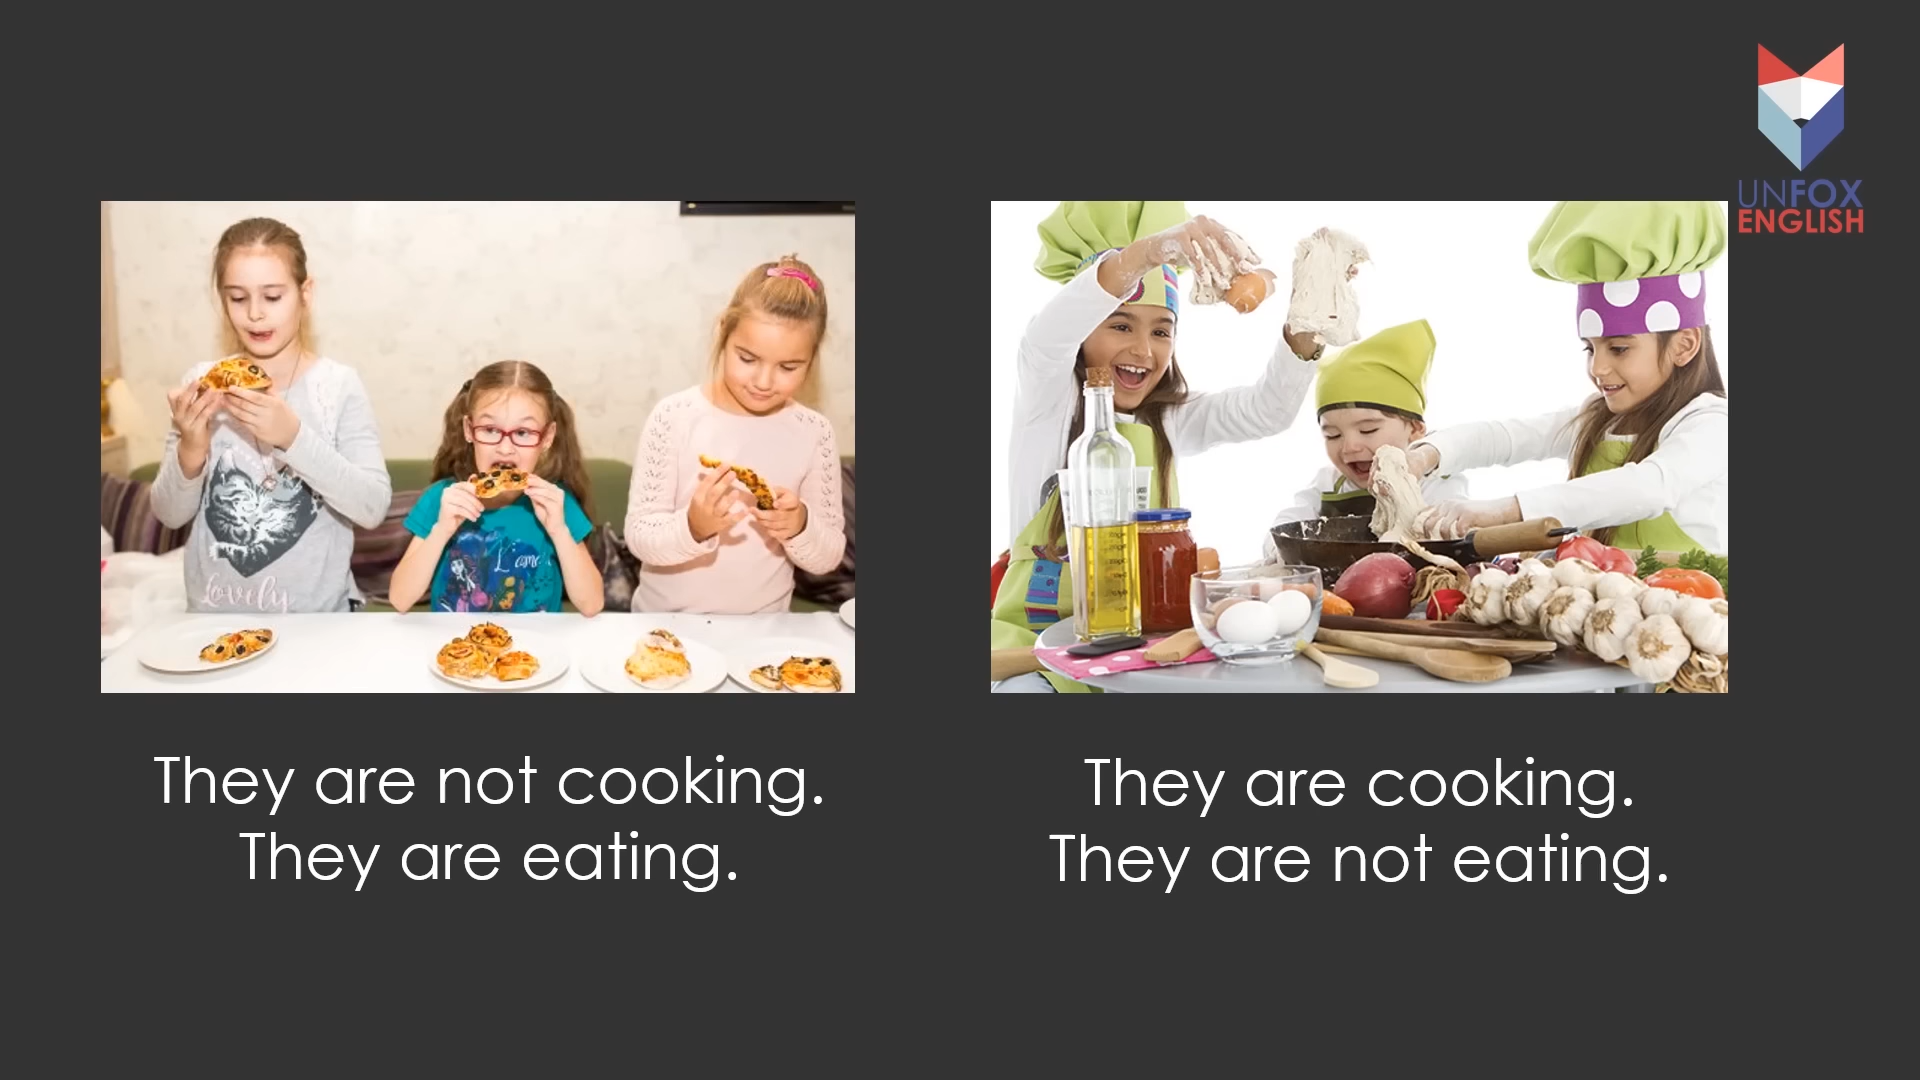 UNFOX
ENGLISH
Lovely
They are not cooking.
They are eating.
They are cooking.
They are not eating.